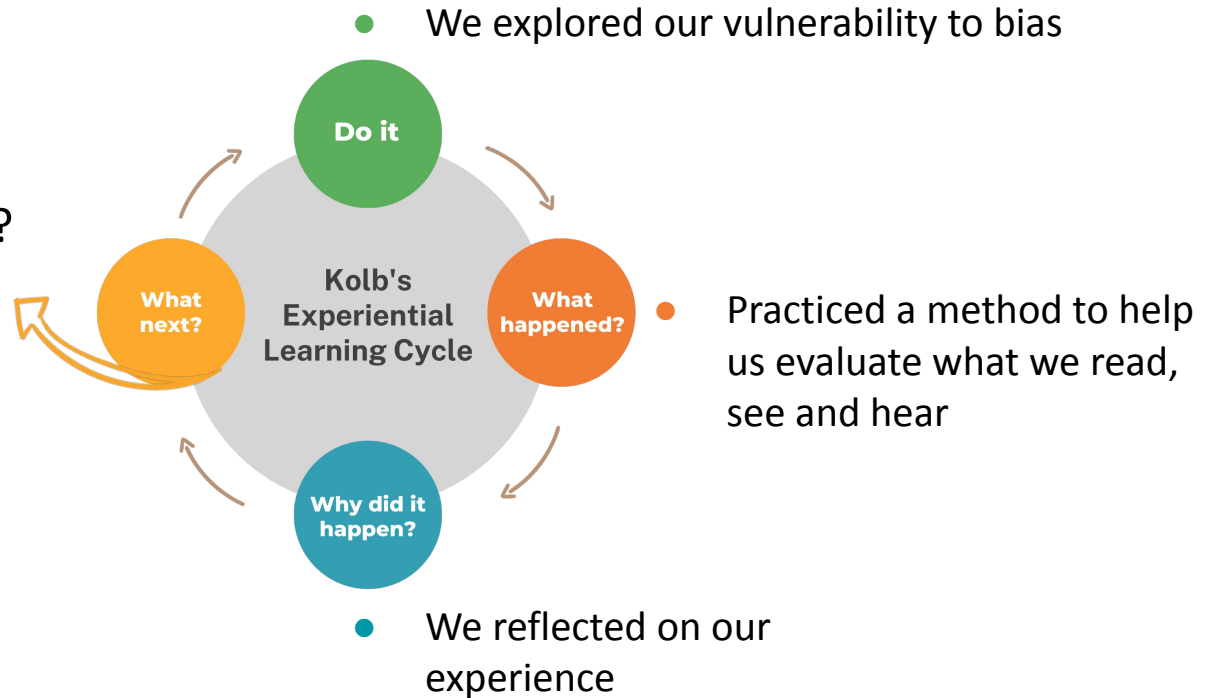 • We explored our vulnerability to bias
Do it
?
What
next?
Kolb's
Experiential
Learning Cycle
What
happened?
• Practiced a method to help
us evaluate what we read,
see and hear
Why did it
happen?
• We reflected on our
experience